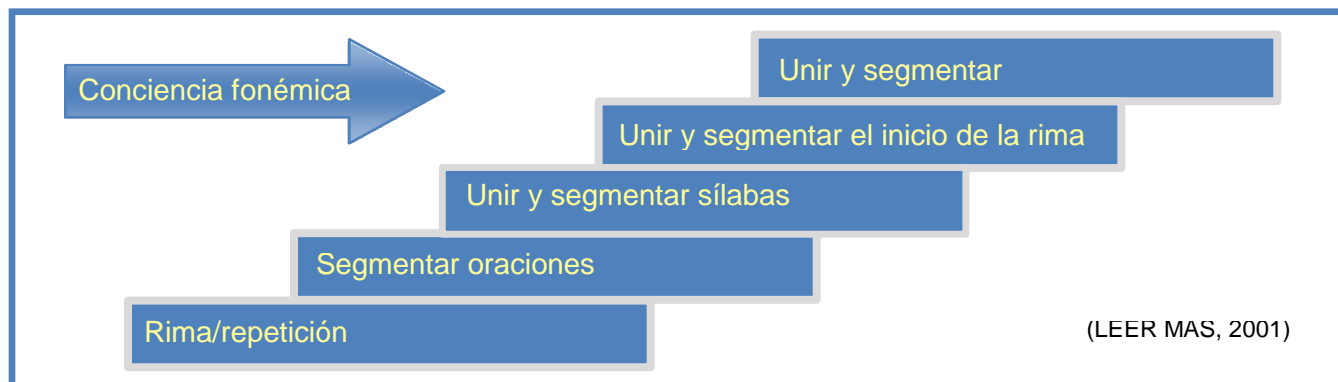 Unir y segmentar
Conciencia fonémica
Unir y segmentar el inicio de la rima
Unir y segmentar sílabas
Segmentar oraciones
Rima/repetición
(LEER MAS, 2001)